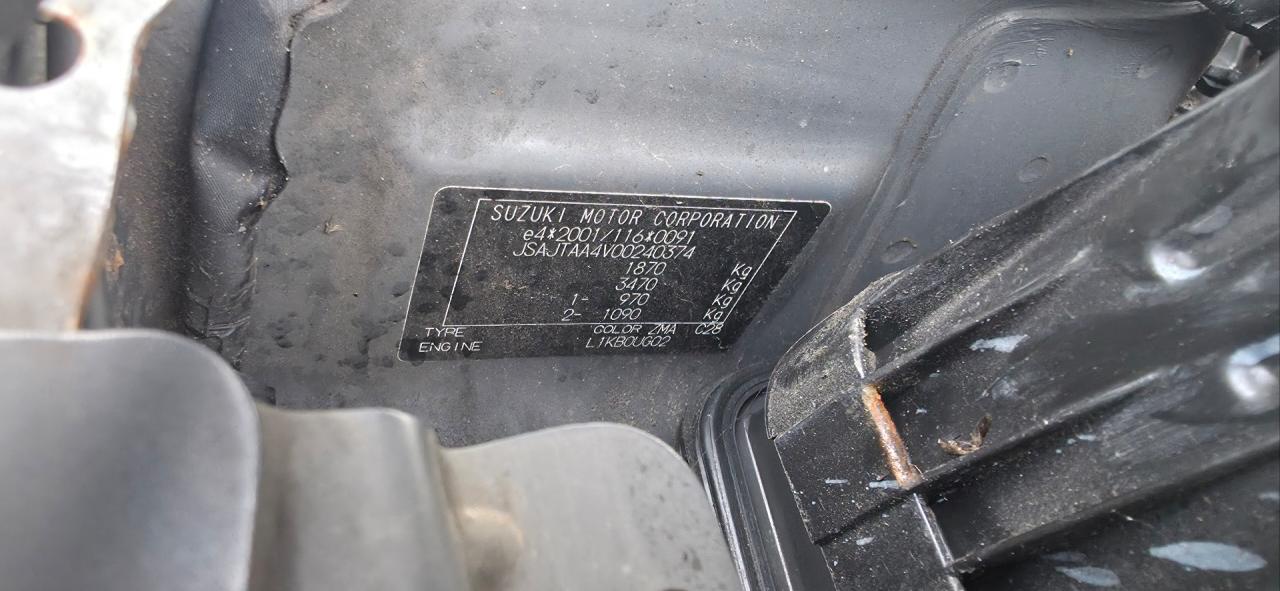 SUZUKI MOTOR CORPORATION
e4*2001/116*0091
JSAJTAA4V00240374
1870 Kg
3470 Kg
1- 970 Kg
2- 1090 Kg
TYPE COLOR ZMA C28
ENGINE L1KB0UG02